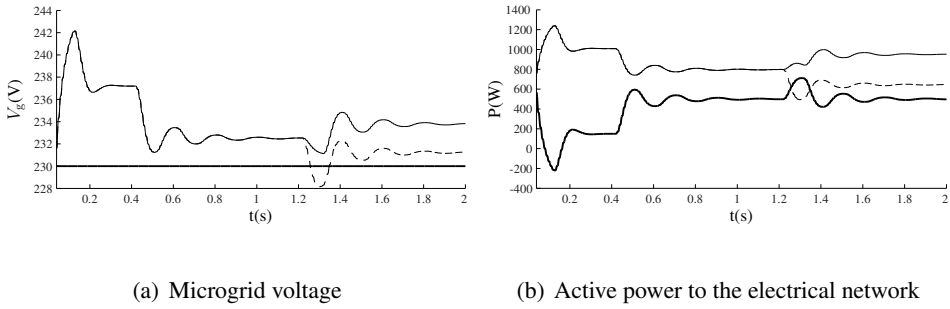 244
242
240
238
236
234
232
230
228
V_g(V)
0.2 0.4 0.6 0.8 1 1.2 1.4 1.6 1.8 2
t(s)
1400
1200
1000
800
600
400
200
0
-200
-400
P(W)
0.2 0.4 0.6 0.8 1 1.2 1.4 1.6 1.8 2
t(s)
(a) Microgrid voltage
(b) Active power to the electrical network